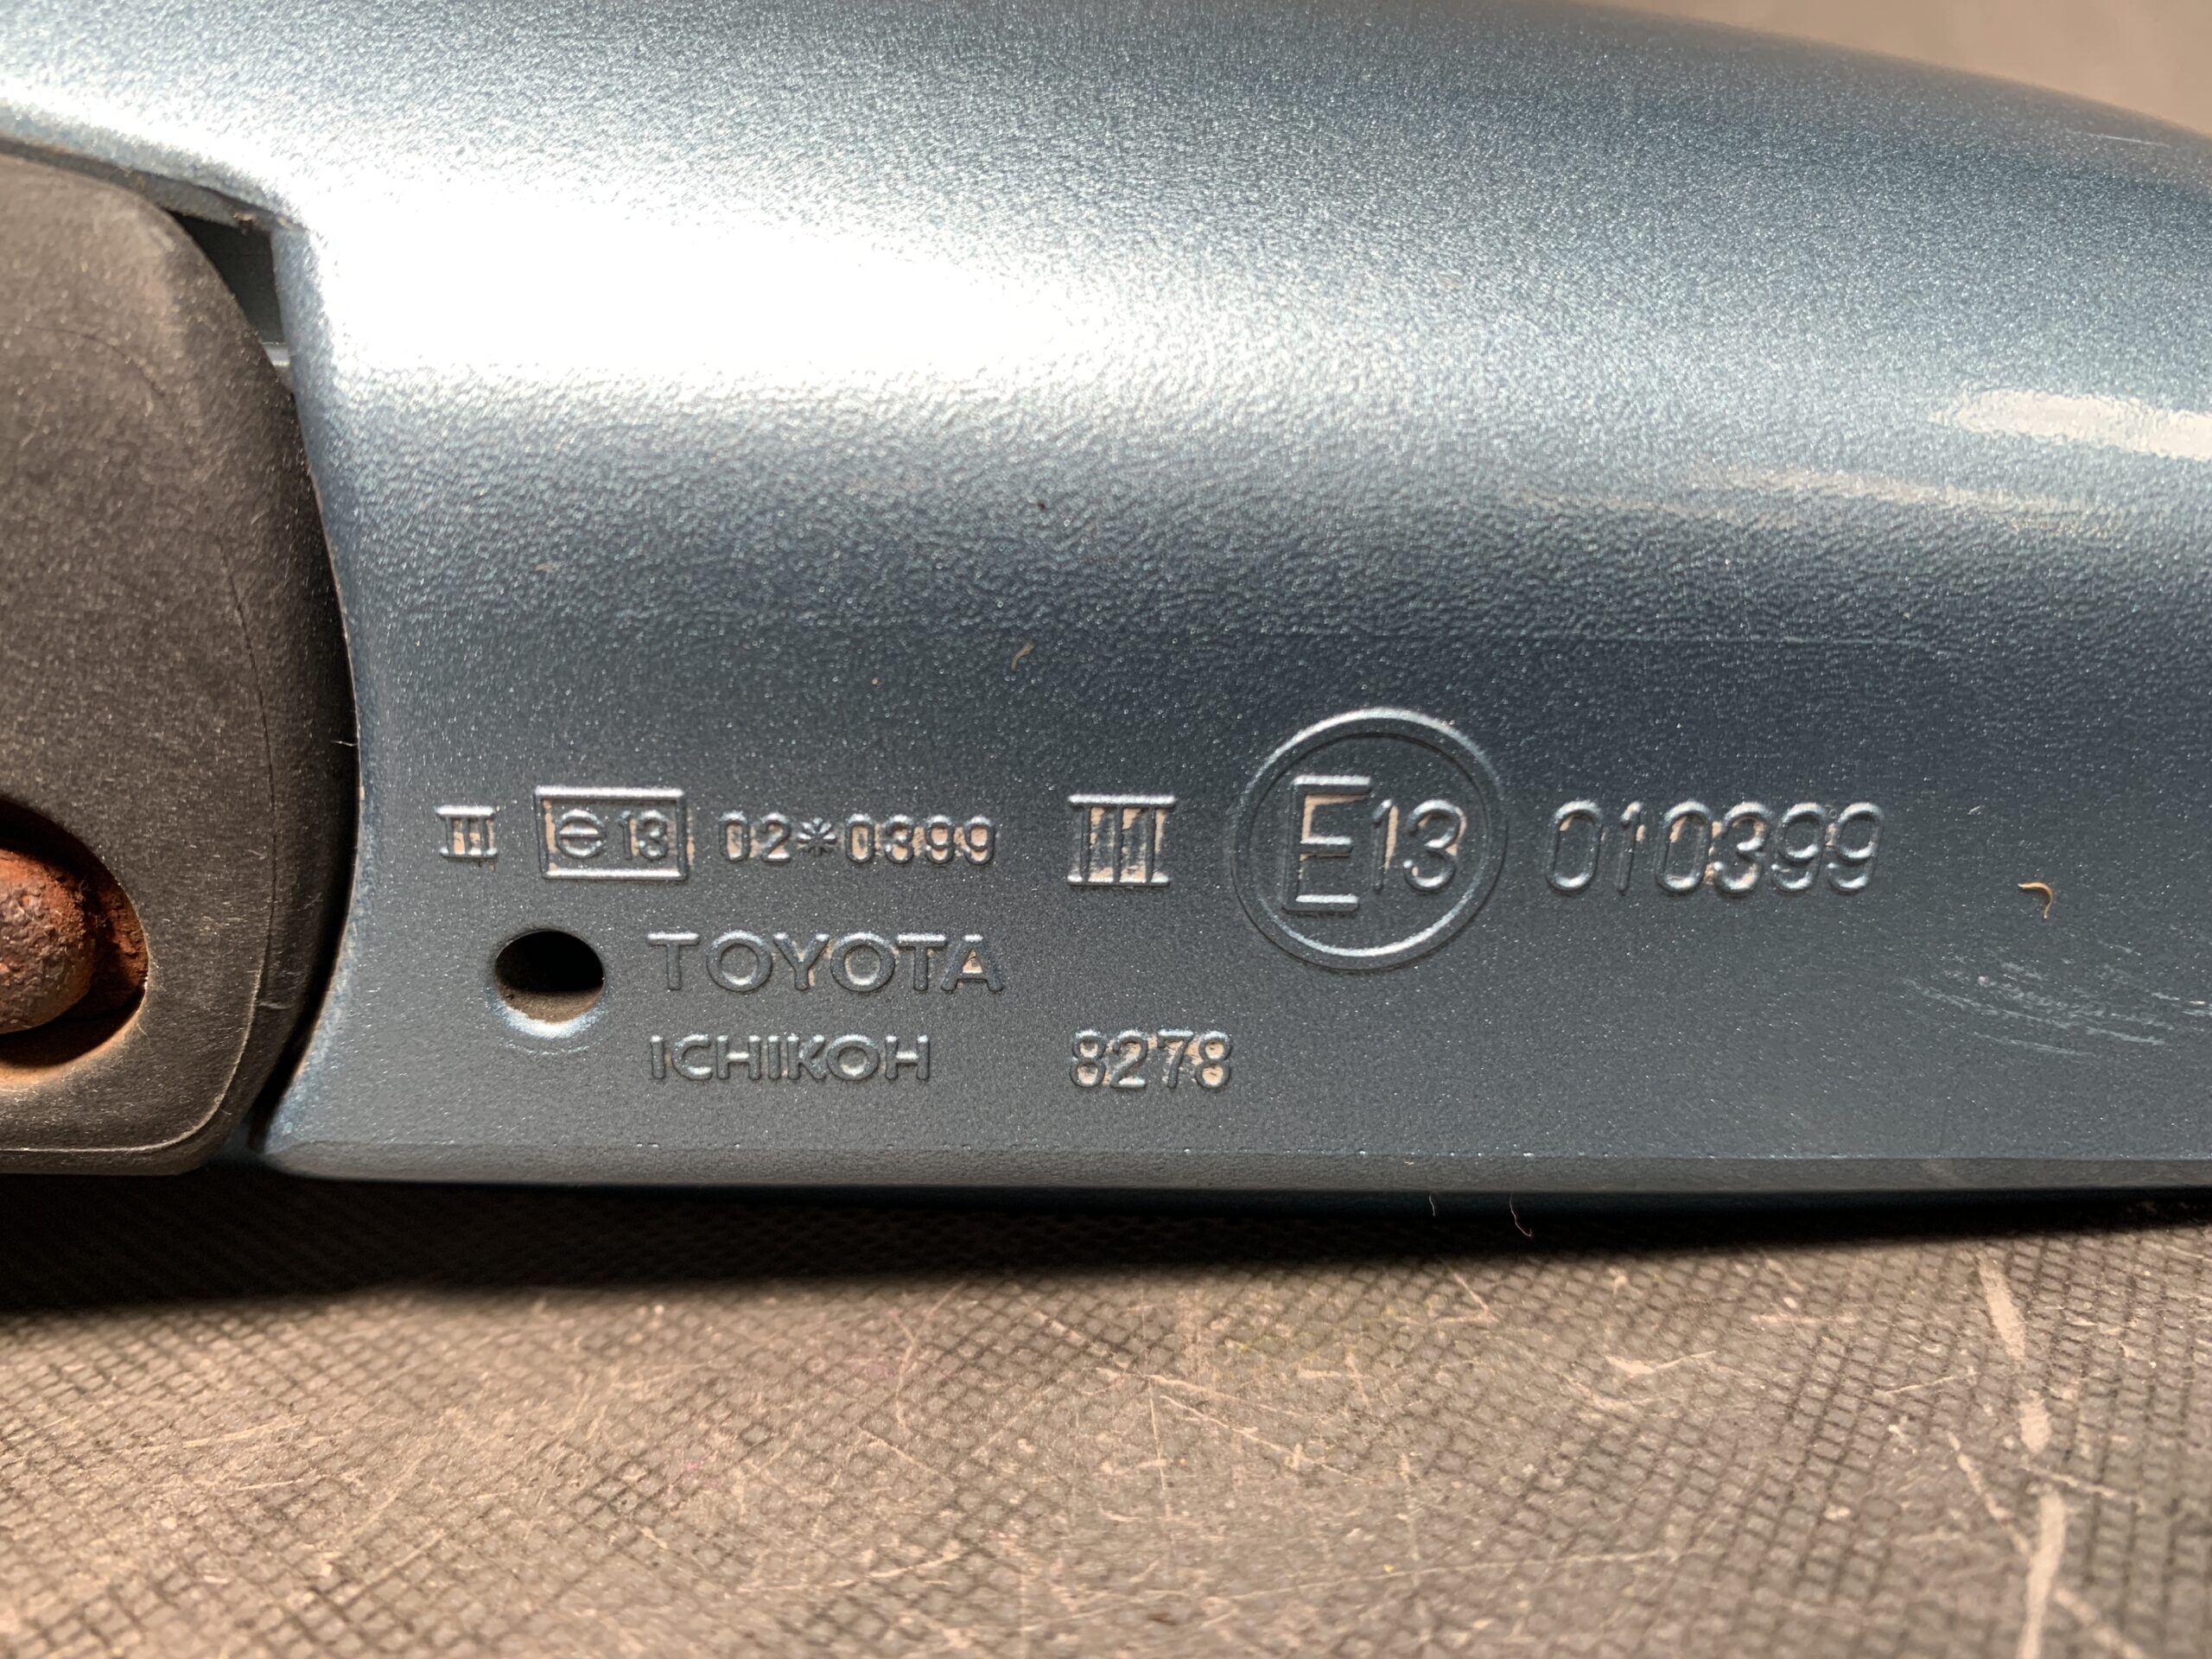 III e13 02*0399 III E13 010399
TOYOTA
ICHIKOH 8278